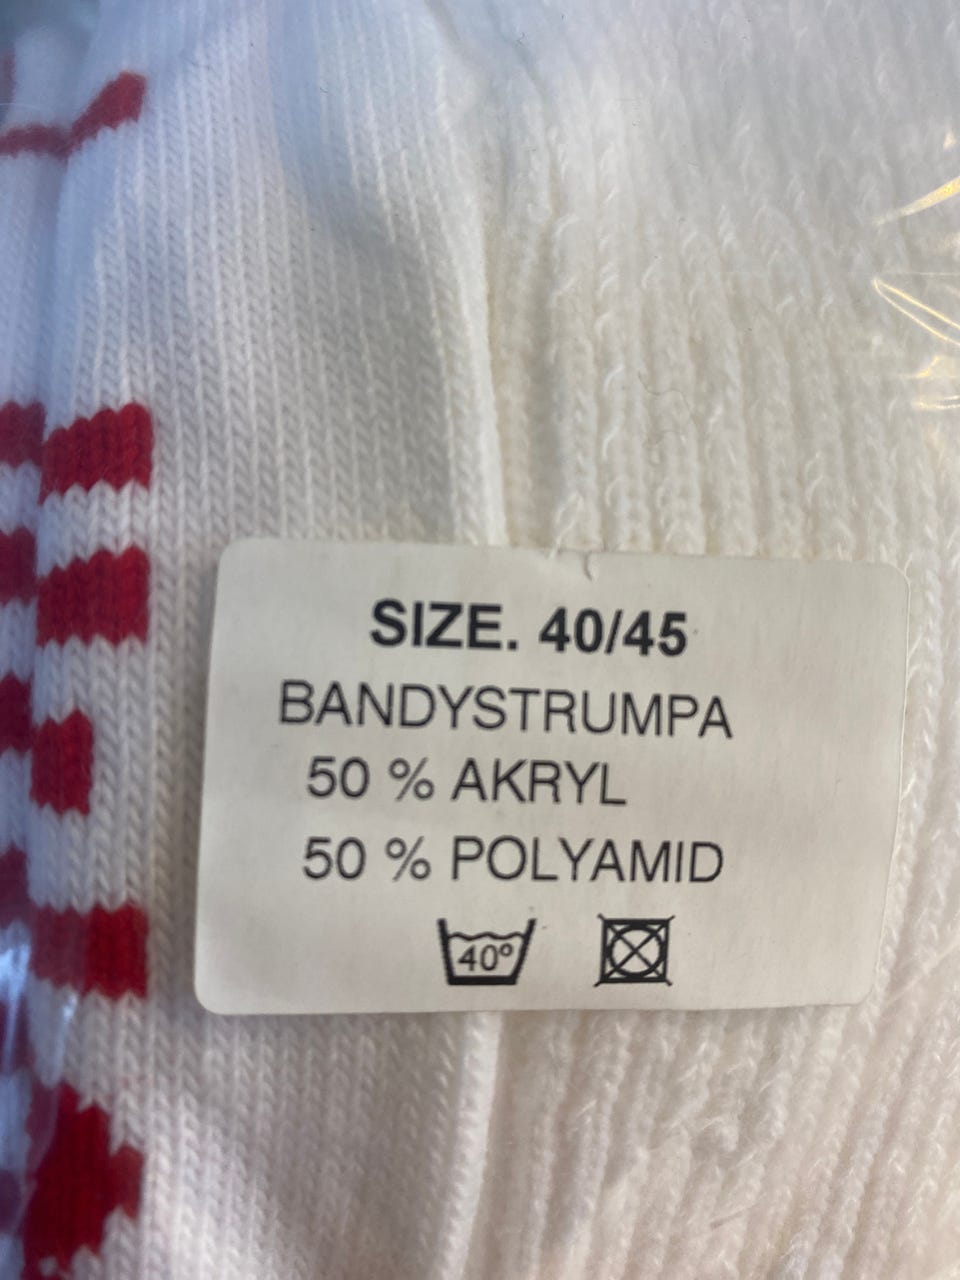 SIZE. 40/45
BANDYSTRUMPA
50 % AKRYL
50 % POLYAMID
40°